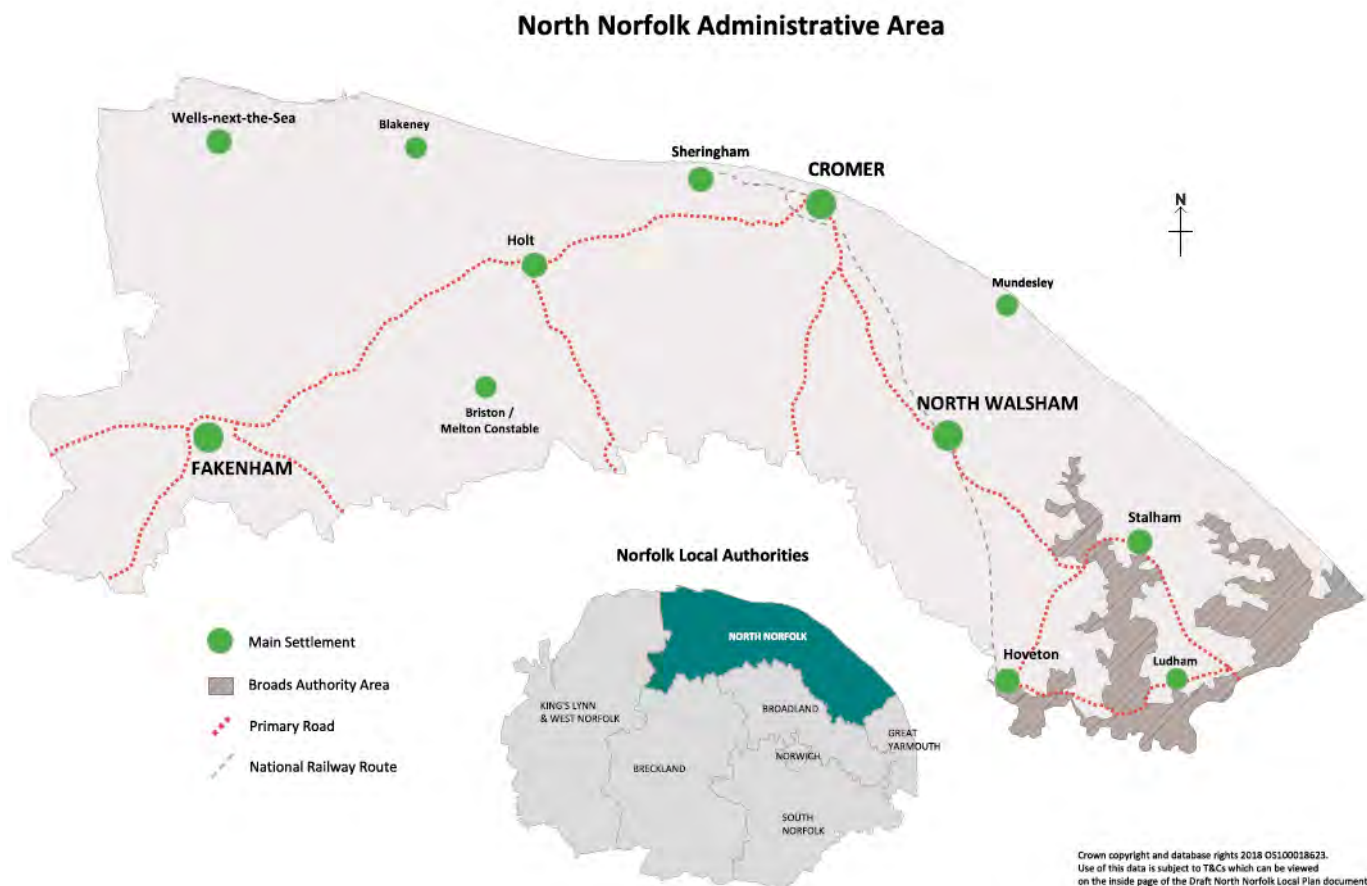 North Norfolk Administrative Area
Wells-next-the-Sea
Blakeney
Sheringham
CROMER
N
Holt
Mundesley
Briston /
Melton Constable
NORTH WALSHAM
FAKENHAM
Stalham
Norfolk Local Authorities
Main Settlement
Broads Authority Area
Primary Road
National Railway Route
NORTH NORFOLK
Hoveton
Ludham
KING'S LYNN
& WEST NORFOLK
BROADLAND
GREAT
YARMOUTH
NORWICH
BRECKLAND
SOUTH
NORFOLK
Crown copyright and database rights 2018 OS100018623.
Use of this data is subject to T&Cs which can be viewed
on the inside page of the Draft North Norfolk Local Plan document